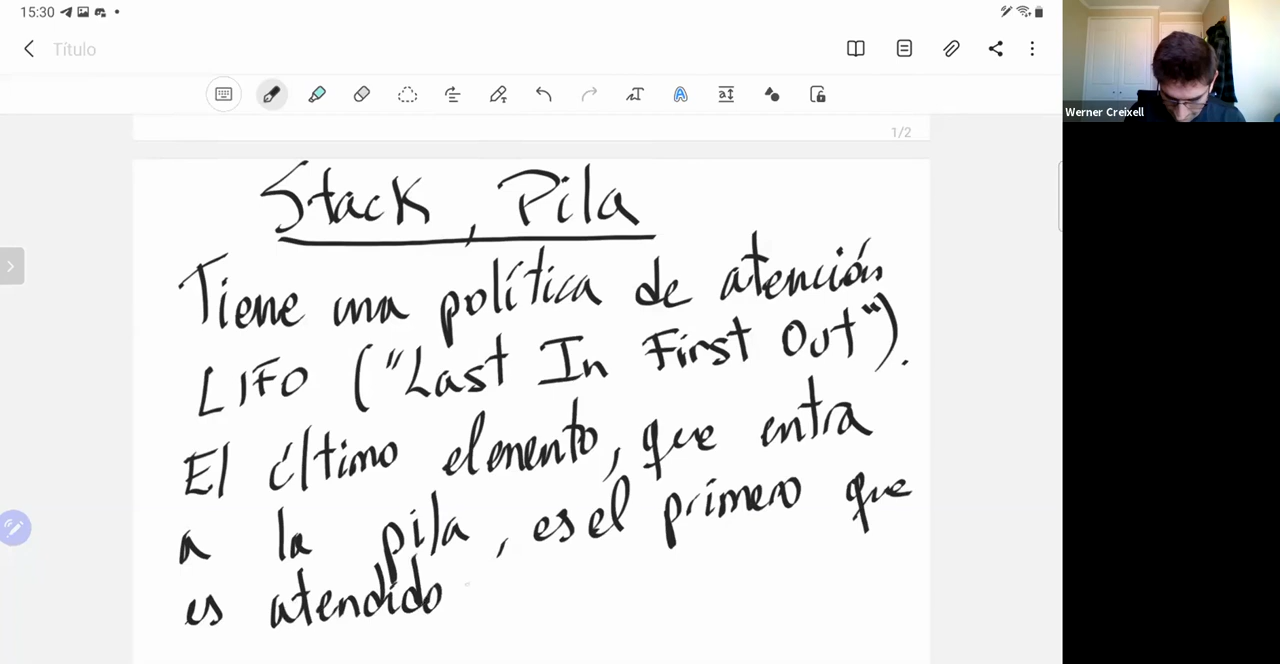 15:30
Título
1/2
Stack, Pila
Tiene una política de atención
LIFO ("Last In First Out").
El último elemento, que entra
a la pila, es el primero que
es atendido
Werner Creixell